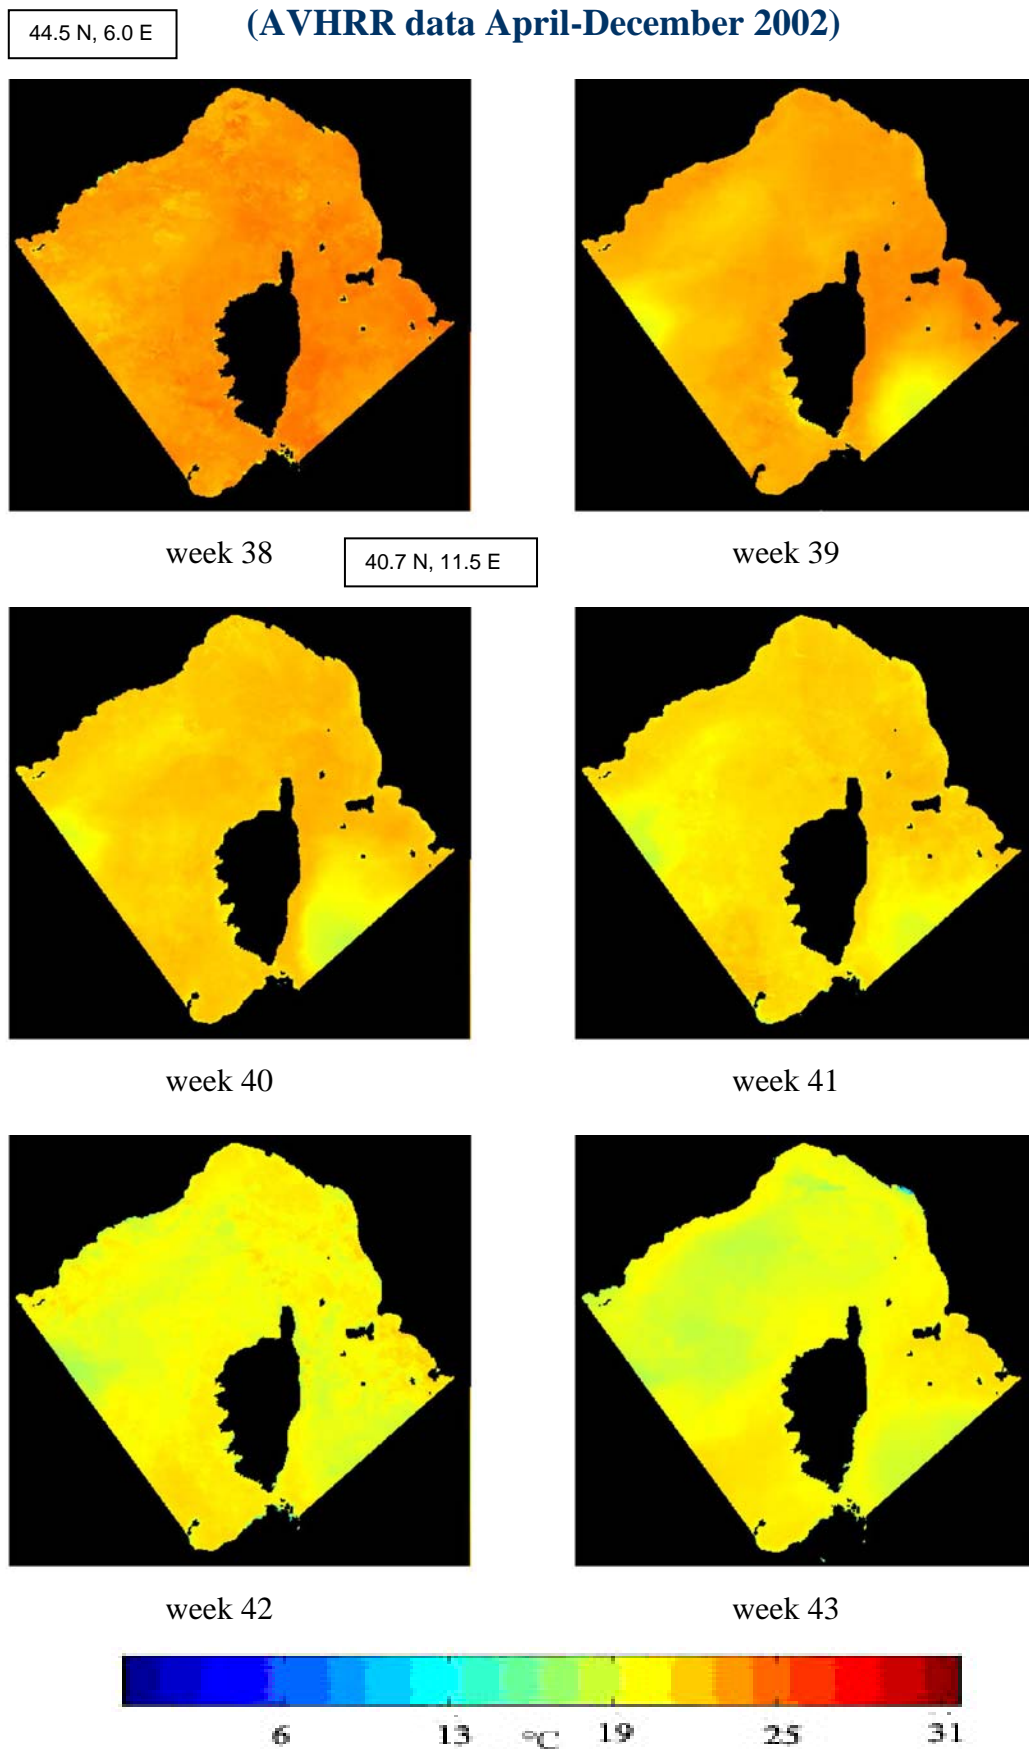 (AVHRR data April-December 2002)
44.5 N, 6.0 E
week 38
week 39
40.7 N, 11.5 E
week 40
week 41
week 42
week 43
6 13 °C 19 25 31